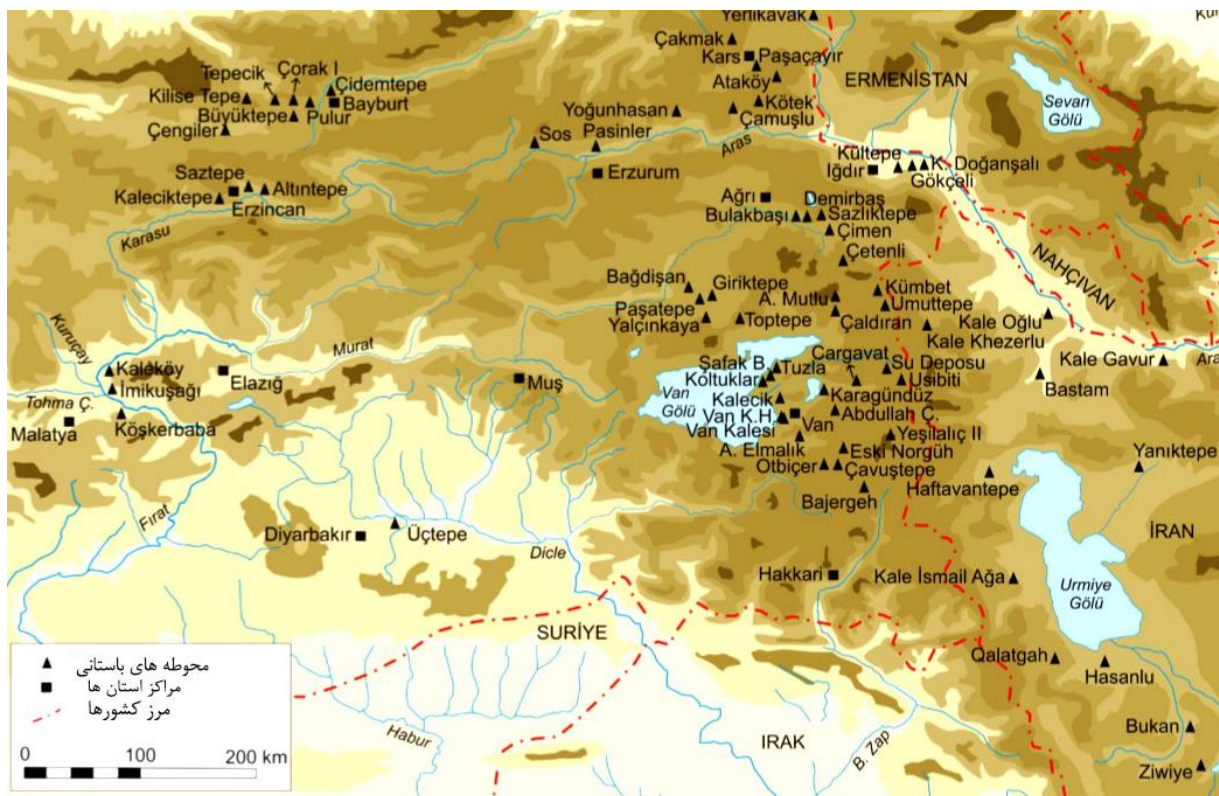 Yerlikavak
Çakmak
Kars
Paşaçayır
Ataköy
ERMENİSTAN
Sevan
Gölü
Tepecik
Çorak I
Çidemtepe
Kilise Tepe
Bayburt
Büyüktepe
Pulur
Çengiler
Yoğunhasan
Kötek
Çamuşlu
Sos
Pasinler
Aras
Erzurum
Kültepe
Iğdır
K. Doğanşalı
Gökçeli
Saztepe
Altıntepe
Kaleciktepe
Erzincan
Karasu
Ağrı
Demirbaş
Bulakbaşı
Sazlıktepe
Çimen
Çetenli
NAHÇIVAN
Bağdişan
Giriktepe
Paşatepe
Yalçınkaya
Toptepe
A. Mutlu
Çaldıran
Kümbet
Umuttepe
Kale Oğlu
Kale Khezerlu
Kale Gavur
Aras
Bastam
Kuruçay
Murat
Kaleköy
İmikuşağı
Elazığ
Muş
Tohma Ç.
Malatya
Köşkerbaba
Şafak B.
Tuzla
Cargavat
Su Deposu
Koltuklar
Usibiti
Van
Gölü
Kalecik
Karagündüz
Van K.H.
Van
Abdullah Ç.
Van Kalesi
Yeşilalıç II
A. Elmalık
Eski Norgüh
Otbiçer
Çavuştepe
Bajergeh
Haftavantepe
Yanıktepe
Fırat
Diyarbakır
Üçtepe
Dicle
İRAN
Hakkari
Kale İsmail Ağa
Urmiye
Gölü
SURİYE
Qalatgah
Hasanlu
Habur
IRAK
B. Zap
Bukan
Ziwiye
محوطه های باستانی
مراکز استان ها
مرز کشورها
0 100 200 km